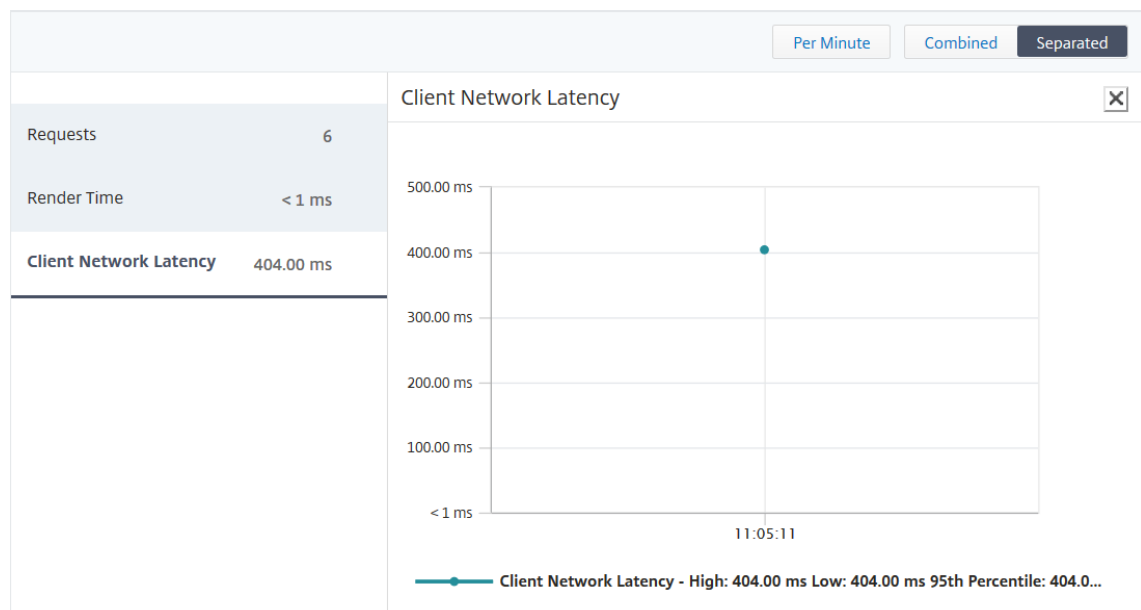 Per Minute Combined Separated
Client Network Latency
Requests 6
Render Time < 1 ms
Client Network Latency 404.00 ms
500.00 ms
400.00 ms
300.00 ms
200.00 ms
100.00 ms
< 1 ms
11:05:11
Client Network Latency - High: 404.00 ms Low: 404.00 ms 95th Percentile: 404.0...